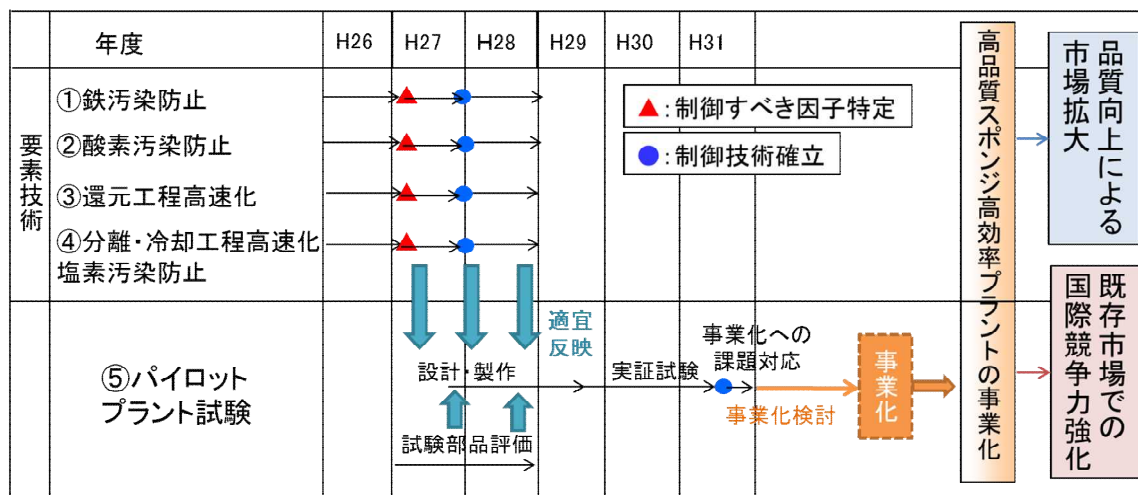 年度
H26
H27
H28
H29
H30
H31
要素技術
①鉄汚染防止
②酸素汚染防止
③還元工程高速化
④分離・冷却工程高速化
塩素汚染防止
▲:制御すべき因子特定
●:制御技術確立
適宜
反映
⑤パイロット
プラント試験
設計・製作
試験部品評価
実証試験
事業化への
課題対応
事業化検討
事業化
高品質スポンジ高効率プラントの事業化
品質向上による
市場拡大
既存市場での
国際競争力強化